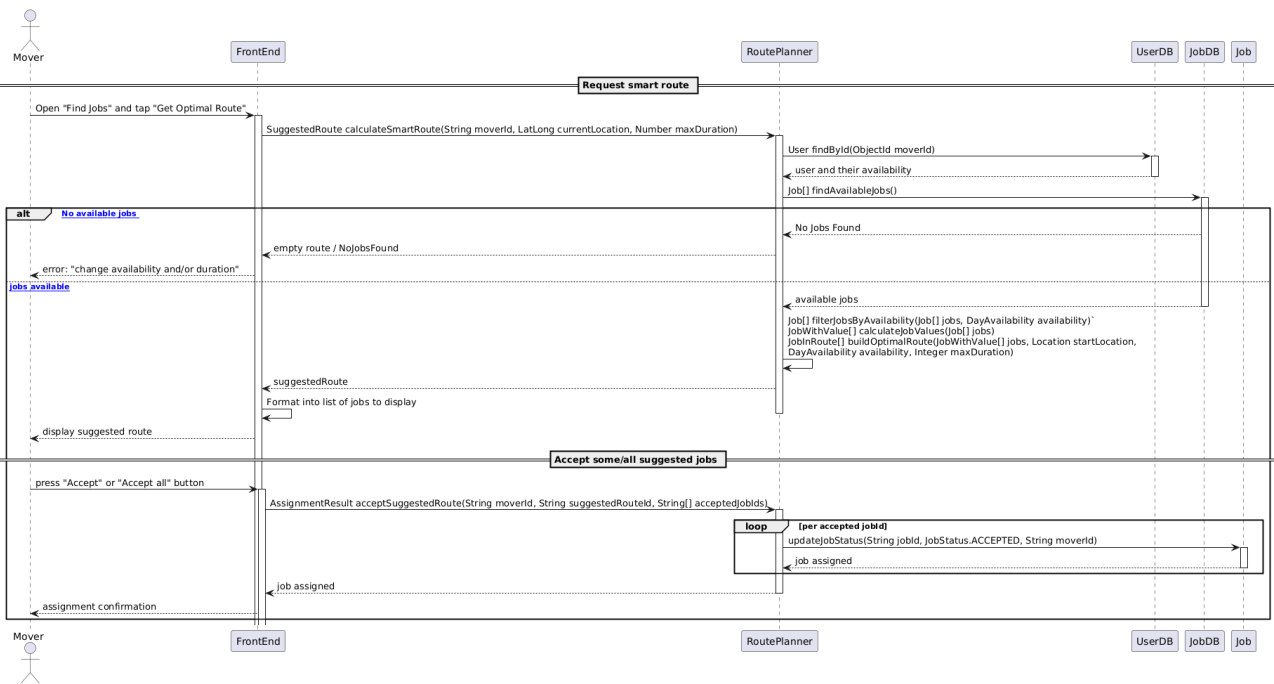 Mover
FrontEnd
RoutePlanner
UserDB
JobDB
Job
Request smart route
Open "Find Jobs" and tap "Get Optimal Route"
SuggestedRoute calculateSmartRoute(String moverId, LatLong currentLocation, Number maxDuration)
User findById(ObjectId moverId)
user and their availability
Job[] findAvailableJobs()
alt
No available jobs
No Jobs Found
empty route / NoJobsFound
error: "change availability and/or duration"
jobs available
available jobs
Job[] filterJobsByAvailability(Job[] jobs, DayAvailability availability)`
JobWithValue[] calculateJobValues(Job[] jobs)
JobInRoute[] buildOptimalRoute(JobWithValue[] jobs, Location startLocation,
DayAvailability availability, Integer maxDuration)
suggestedRoute
Format into list of jobs to display
display suggested route
Accept some/all suggested jobs
press "Accept" or "Accept all" button
AssignmentResult acceptSuggestedRoute(String moverId, String suggestedRouteId, String[] acceptedJobIds)
loop
[per accepted jobId]
updateJobStatus(String jobId, JobStatus.ACCEPTED, String moverId)
job assigned
job assigned
assignment confirmation
Mover
FrontEnd
RoutePlanner
UserDB
JobDB
Job